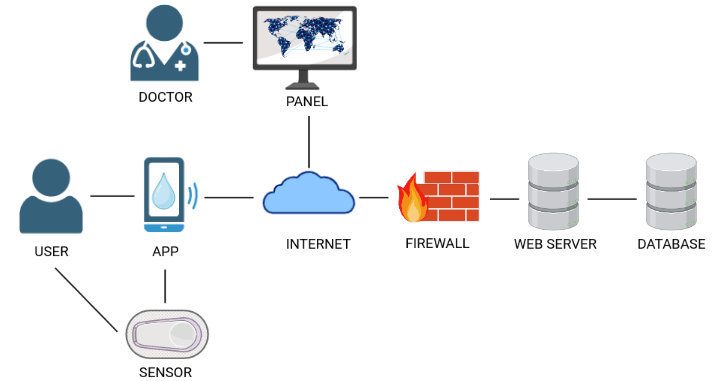 DOCTOR
PANEL
USER
APP
INTERNET
FIREWALL
WEB SERVER
DATABASE
SENSOR